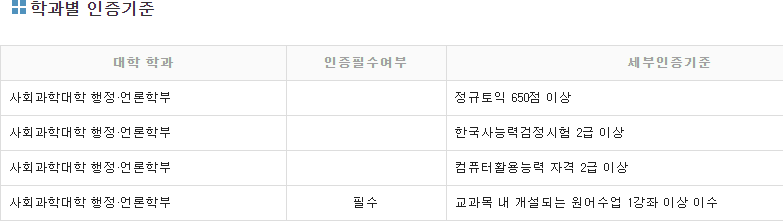 학과별 인증기준
대학 학과 인증필수여부 세부인증기준
사회과학대학 행정·언론학부 정규토익 650점 이상
사회과학대학 행정·언론학부 한국사능력검정시험 2급 이상
사회과학대학 행정·언론학부 컴퓨터활용능력 자격 2급 이상
사회과학대학 행정·언론학부 필수 교과목 내 개설되는 원어수업 1강좌 이상 이수